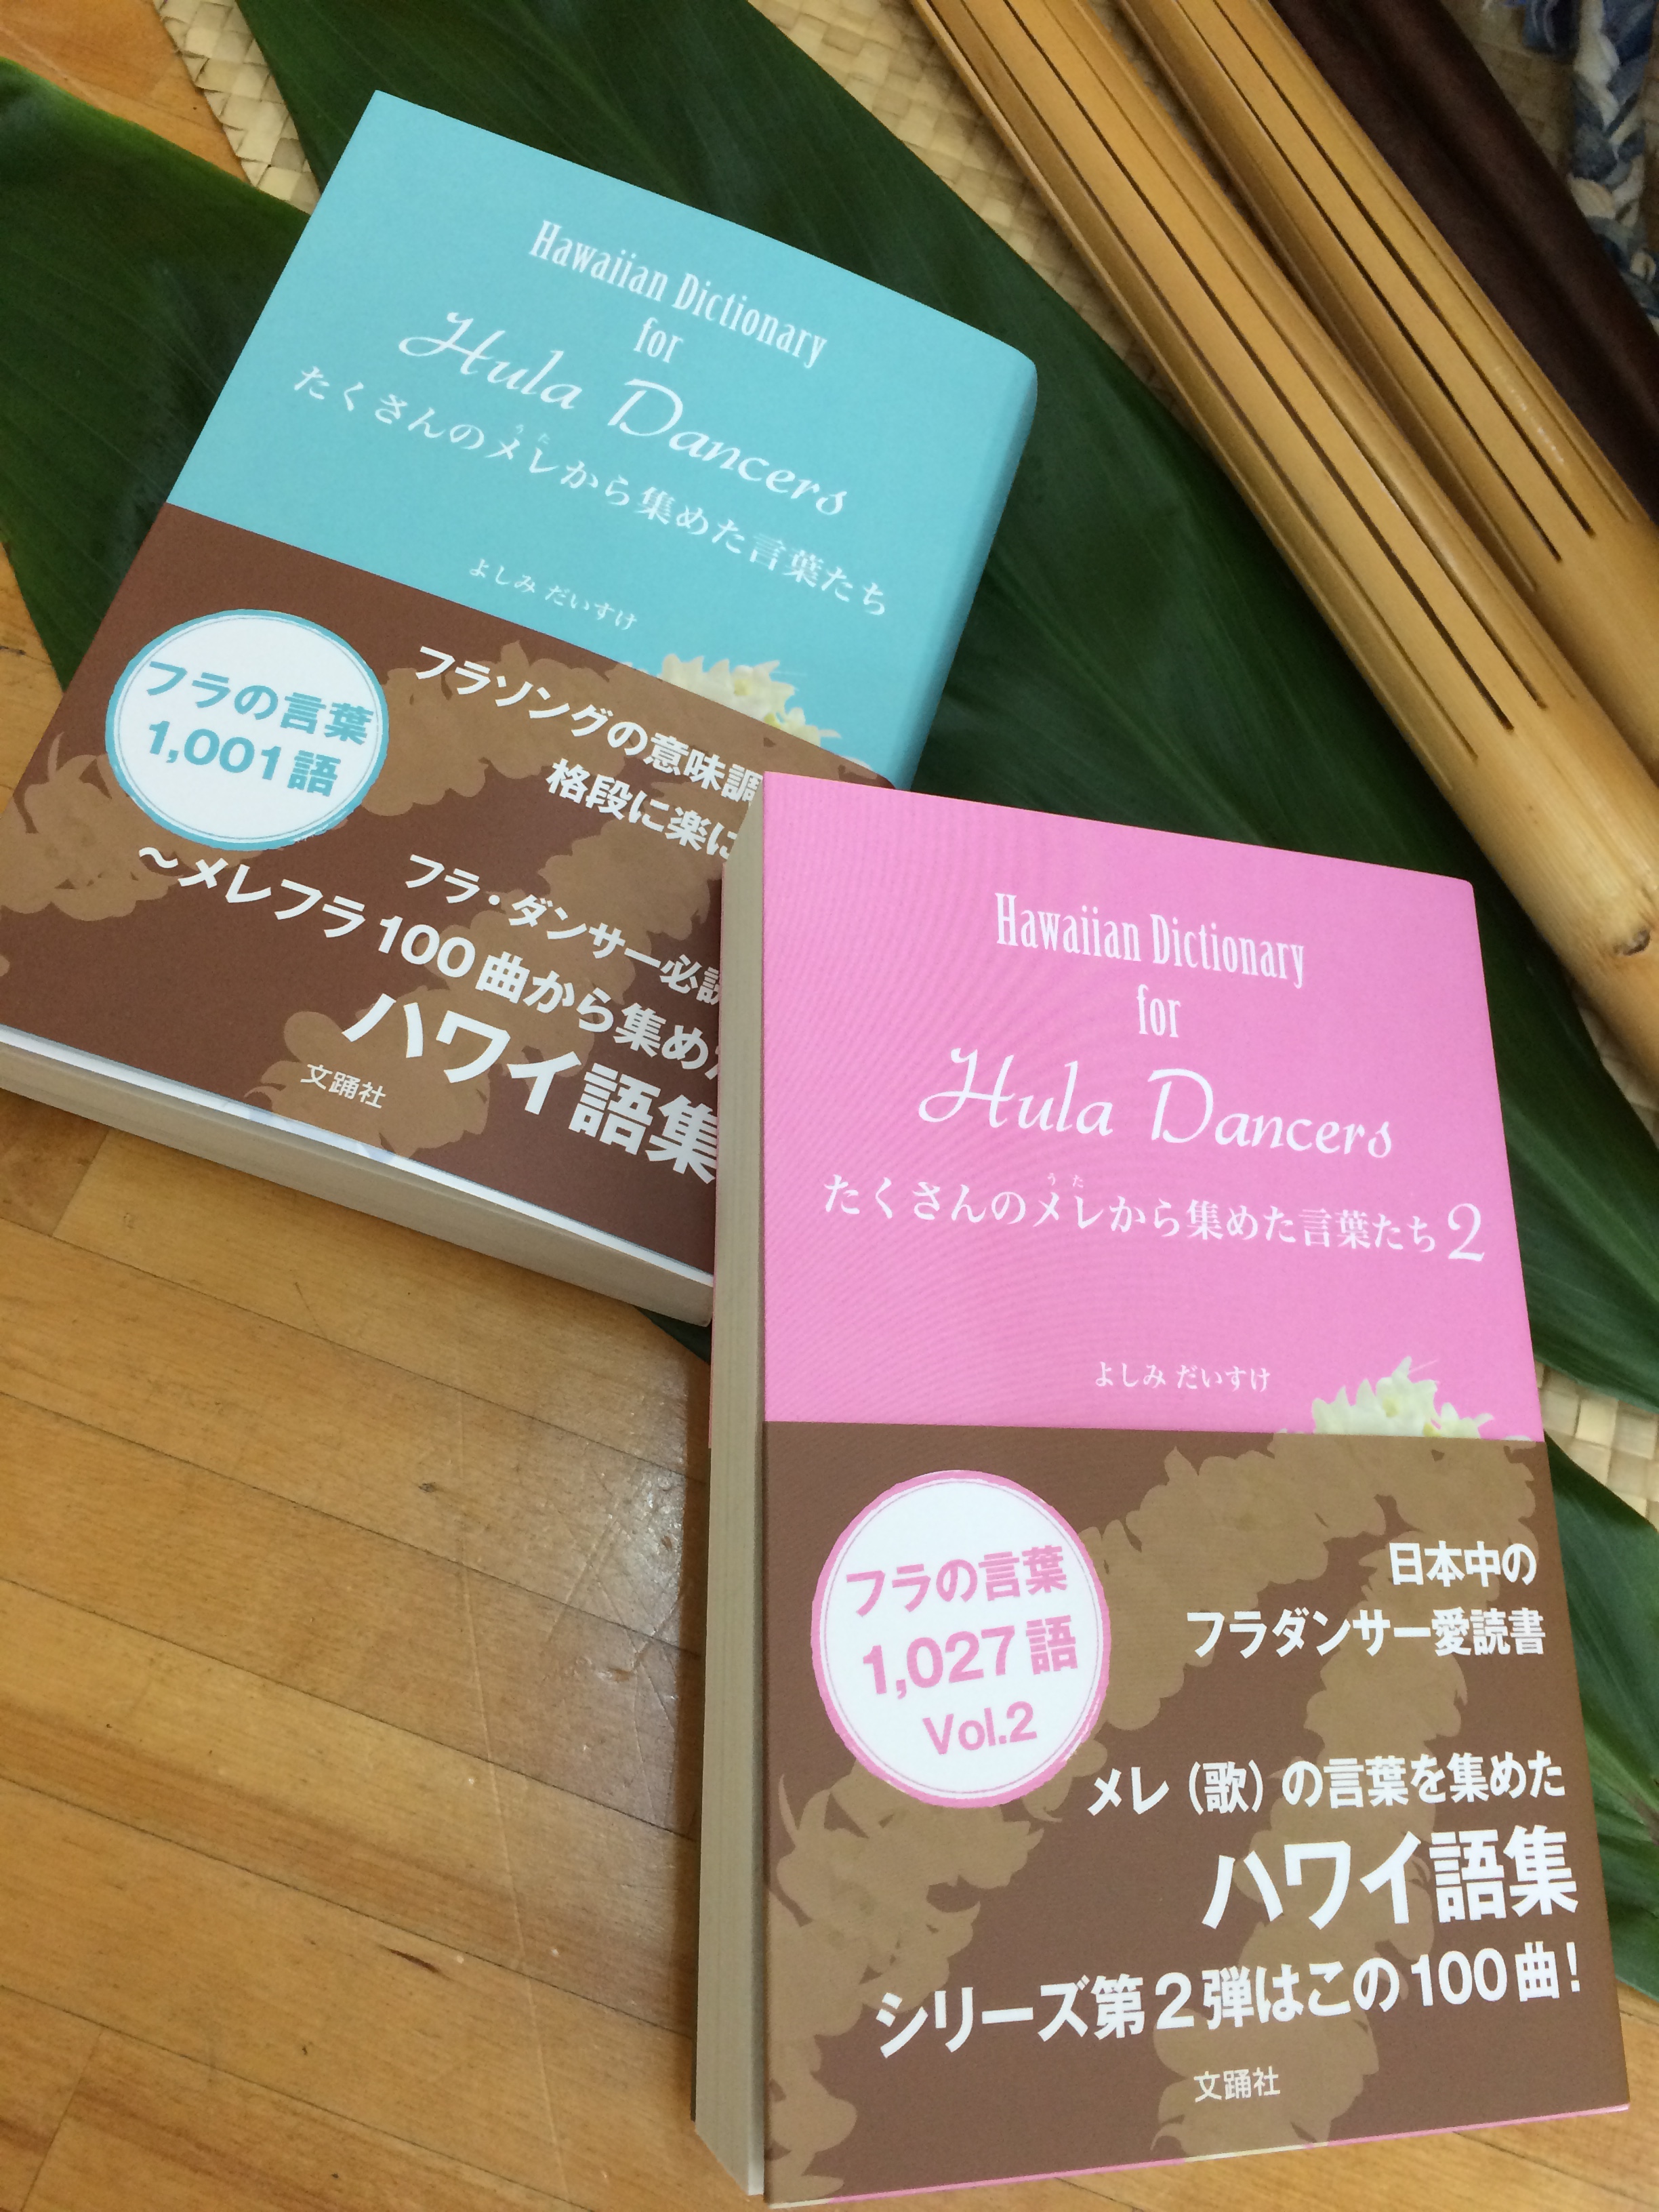 Hawaiian Dictionary
for
Hula Dancers
うた
たくさんのメレから集めた言葉たち
よしみ だいすけ
フラの言葉
1,001語
フラソングの意味調
格段に楽に
フラ・ダンサー必読
〜メレフラ100曲から集め
ハワイ語集
文踊社
Hawaiian Dictionary
for
Hula Dancers
うた
たくさんのメレから集めた言葉たち2
よしみ だいすけ
フラの言葉
1,027語
Vol.2
日本中の
フラダンサー愛読書
メレ（歌）の言葉を集めた
ハワイ語集
シリーズ第2弾はこの100曲!
文踊社